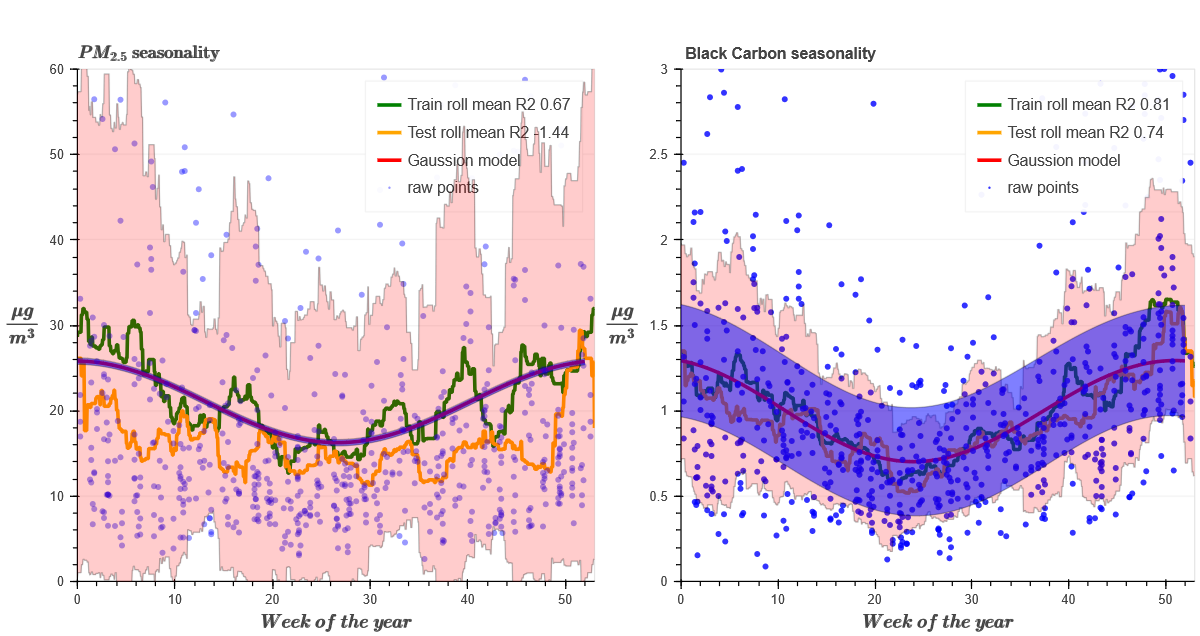 PM2.5 seasonality
60
50
40
30
20
10
0
0 10 20 30 40 50
μg
m3
Week of the year
Train roll mean R2 0.67
Test roll mean R2 -1.44
Gaussion model
raw points
Black Carbon seasonality
3
2.5
2
1.5
1
0.5
0
0 10 20 30 40 50
μg
m3
Week of the year
Train roll mean R2 0.81
Test roll mean R2 0.74
Gaussion model
raw points